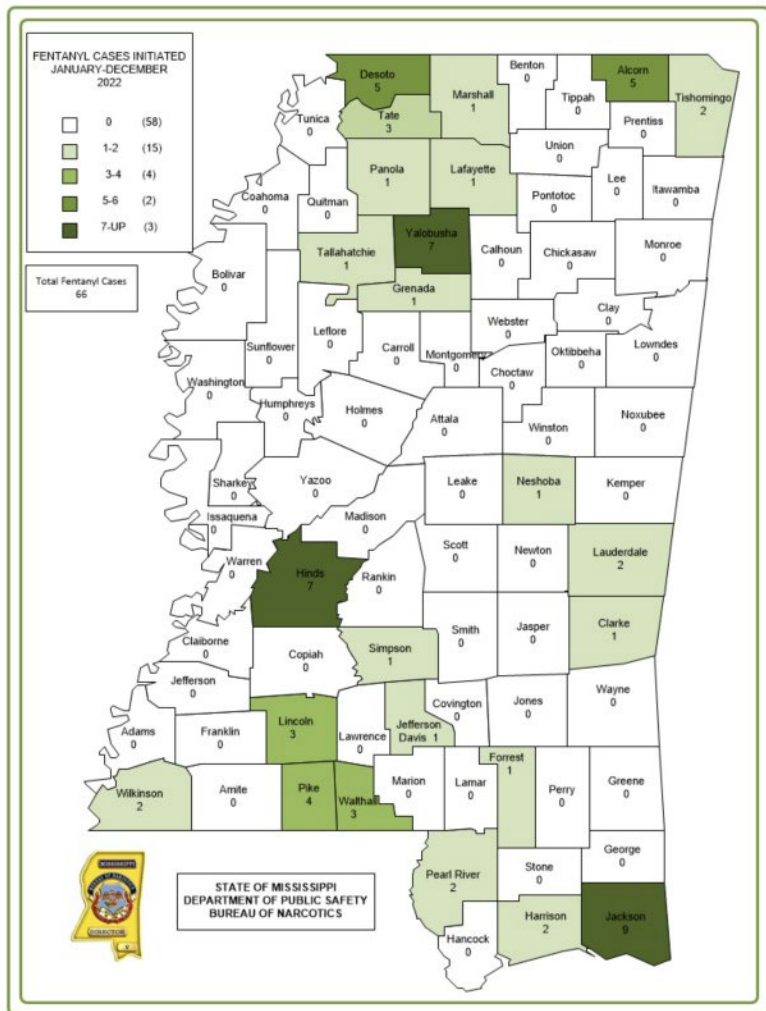 FENTANYL CASES INITIATED
JANUARY-DECEMBER
2022
0 (58)
1-2 (15)
3-4 (4)
5-6 (2)
7-UP (3)
Total Fentanyl Cases
66
Desoto
5
Marshall
1
Benton
0
Tippah
0
Alcorn
5
Tishomingo
2
Tunica
0
Tate
3
Prentiss
0
Union
0
Panola
1
Lafayette
1
Lee
0
Itawamba
0
Coahoma
0
Quitman
0
Pontotoc
0
Yalobusha
7
Calhoun
0
Chickasaw
0
Monroe
0
Tallahatchie
1
Bolivar
0
Grenada
1
Clay
0
Webster
0
Leflore
0
Sunflower
0
Carroll
0
Montgomery
0
Choctaw
0
Oktibbeha
0
Lowndes
0
Washington
0
Humphreys
0
Holmes
0
Attala
0
Winston
0
Noxubee
0
Sharkey
0
Yazoo
0
Leake
0
Neshoba
1
Kemper
0
Issaquena
0
Madison
0
Warren
0
Hinds
7
Rankin
0
Scott
0
Newton
0
Lauderdale
2
Claiborne
0
Copiah
0
Simpson
1
Smith
0
Jasper
0
Clarke
1
Jefferson
0
Adams
0
Franklin
0
Lincoln
3
Lawrence
0
Jefferson
Davis 1
Covington
0
Jones
0
Wayne
0
Wilkinson
2
Amite
0
Pike
4
Walthall
3
Marion
0
Lamar
0
Forrest
1
Perry
0
Greene
0
George
0
Pearl River
2
Stone
0
Hancock
0
Harrison
2
Jackson
9
MISSISSIPPI
BUREAU OF NARCOTICS
DIRECTOR
STATE OF MISSISSIPPI
DEPARTMENT OF PUBLIC SAFETY
BUREAU OF NARCOTICS